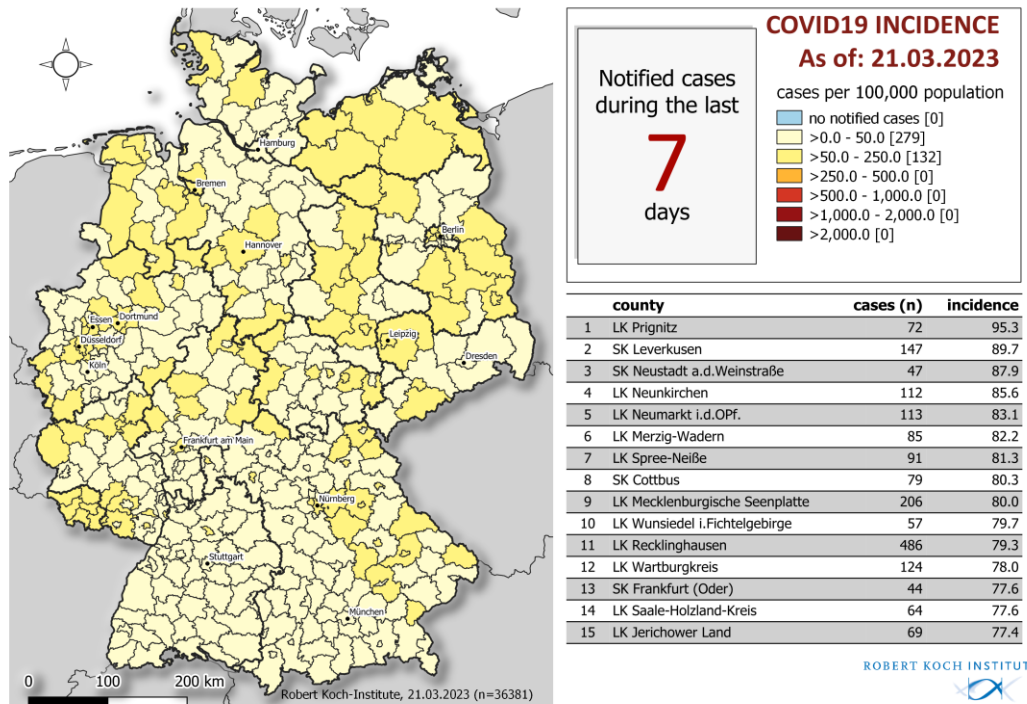 Hamburg
Bremen
Berlin
Hannover
Essen
Dortmund
Düsseldorf
Köln
Leipzig
Dresden
Frankfurt am Main
Nürnberg
Stuttgart
München
0 100 200 km
Robert Koch-Institute, 21.03.2023 (n=36381)
COVID19 INCIDENCE
As of: 21.03.2023
Notified cases
during the last
7
days
cases per 100,000 population
no notified cases [0]
>0.0 - 50.0 [279]
>50.0 - 250.0 [132]
>250.0 - 500.0 [0]
>500.0 - 1,000.0 [0]
>1,000.0 - 2,000.0 [0]
>2,000.0 [0]
county cases (n) incidence
1 LK Prignitz 72 95.3
2 SK Leverkusen 147 89.7
3 SK Neustadt a.d.Weinstraße 47 87.9
4 LK Neunkirchen 112 85.6
5 LK Neumarkt i.d.OPf. 113 83.1
6 LK Merzig-Wadern 85 82.2
7 LK Spree-Neiße 91 81.3
8 SK Cottbus 79 80.3
9 LK Mecklenburgische Seenplatte 206 80.0
10 LK Wunsiedel i.Fichtelgebirge 57 79.7
11 LK Recklinghausen 486 79.3
12 LK Wartburgkreis 124 78.0
13 SK Frankfurt (Oder) 44 77.6
14 LK Saale-Holzland-Kreis 64 77.6
15 LK Jerichower Land 69 77.4
ROBERT KOCH INSTITUT